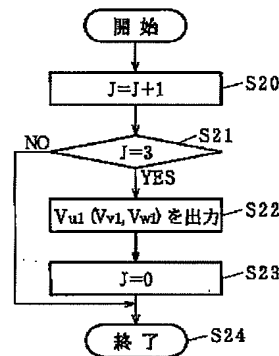 開始
J=J+1
S20
S21
NO
J=3
YES
Vu1 (Vv1, Vw1) を出力
S22
J=0
S23
終了
S24